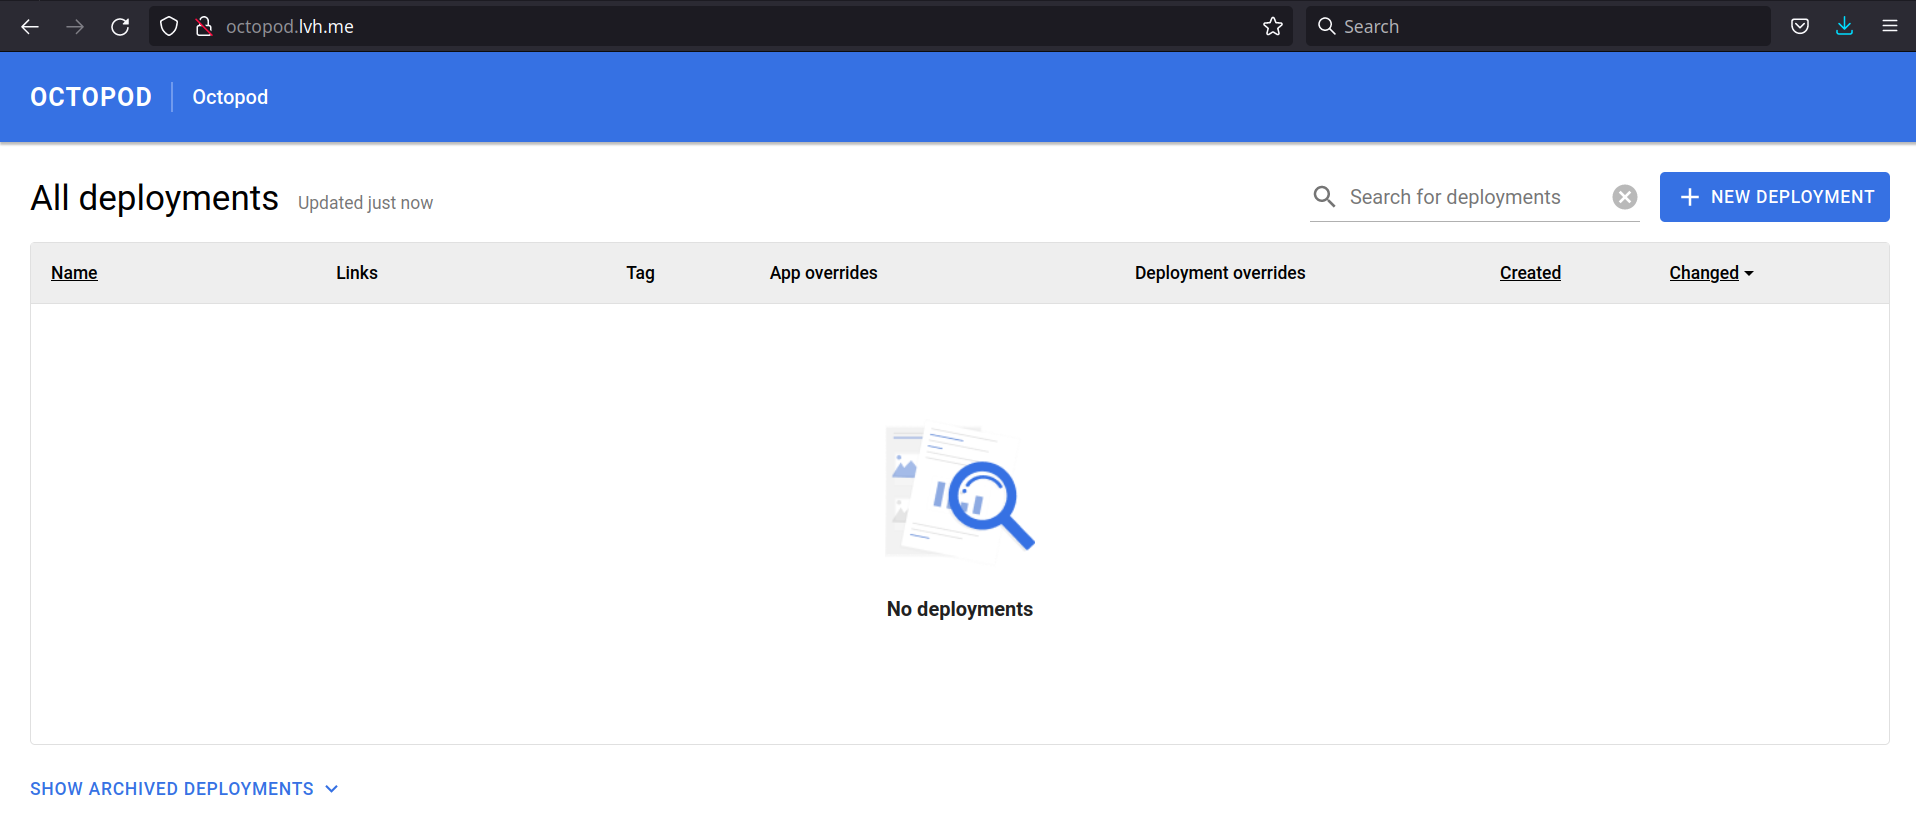 octopod.lvh.me
Search
OCTOPOD
Octopod
All deployments
Updated just now
Search for deployments
NEW DEPLOYMENT
Name
Links
Tag
App overrides
Deployment overrides
Created
Changed
No deployments
SHOW ARCHIVED DEPLOYMENTS